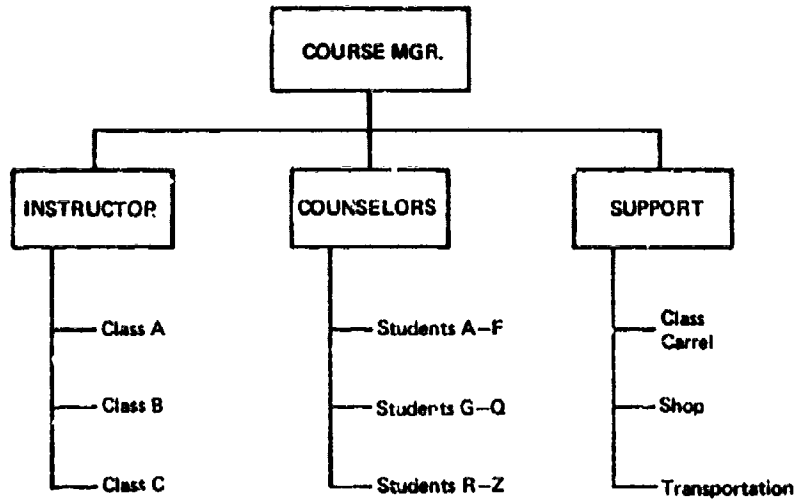 COURSE MGR.
INSTRUCTOR
COUNSELORS
SUPPORT
Class A
Students A-F
Class
Carrel
Class B
Students G-Q
Shop
Class C
Students R-Z
Transportation